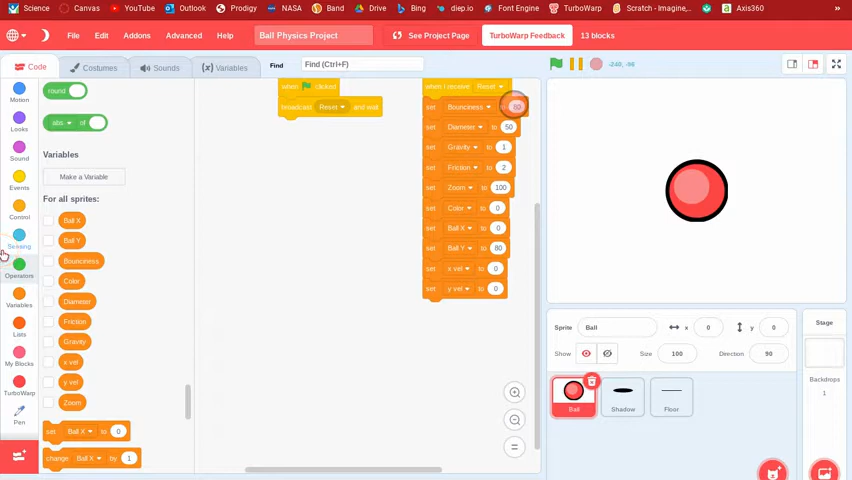 Science Canvas YouTube Outlook Prodigy NASA Band Drive Bing diep.io Font Engine TurboWarp Scratch - Imagine,... Axis360 »
File Edit Addons Advanced Help Ball Physics Project See Project Page TurboWarp Feedback 13 blocks
Code Costumes Sounds Variables Find Find (Ctrl+F) -240, -96
Motion
Looks
Sound
Events
Control
Sensing
Operators
Variables
Lists
My Blocks
TurboWarp
Pen
round
abs of
Variables
Make a Variable
For all sprites:
Ball X
Ball Y
Bounciness
Color
Diameter
Friction
Gravity
x vel
y vel
Zoom
set Ball X to 0
change Ball X by 1
when clicked
broadcast Reset and wait
when I receive Reset
set Bounciness to 80
set Diameter to 50
set Gravity to 1
set Friction to 2
set Zoom to 100
set Color to 0
set Ball X to 0
set Ball Y to 80
set x vel to 0
set y vel to 0
Sprite Ball x 0 y 0
Show Size 100 Direction 90
Ball Shadow Floor
Stage
Backdrops
1